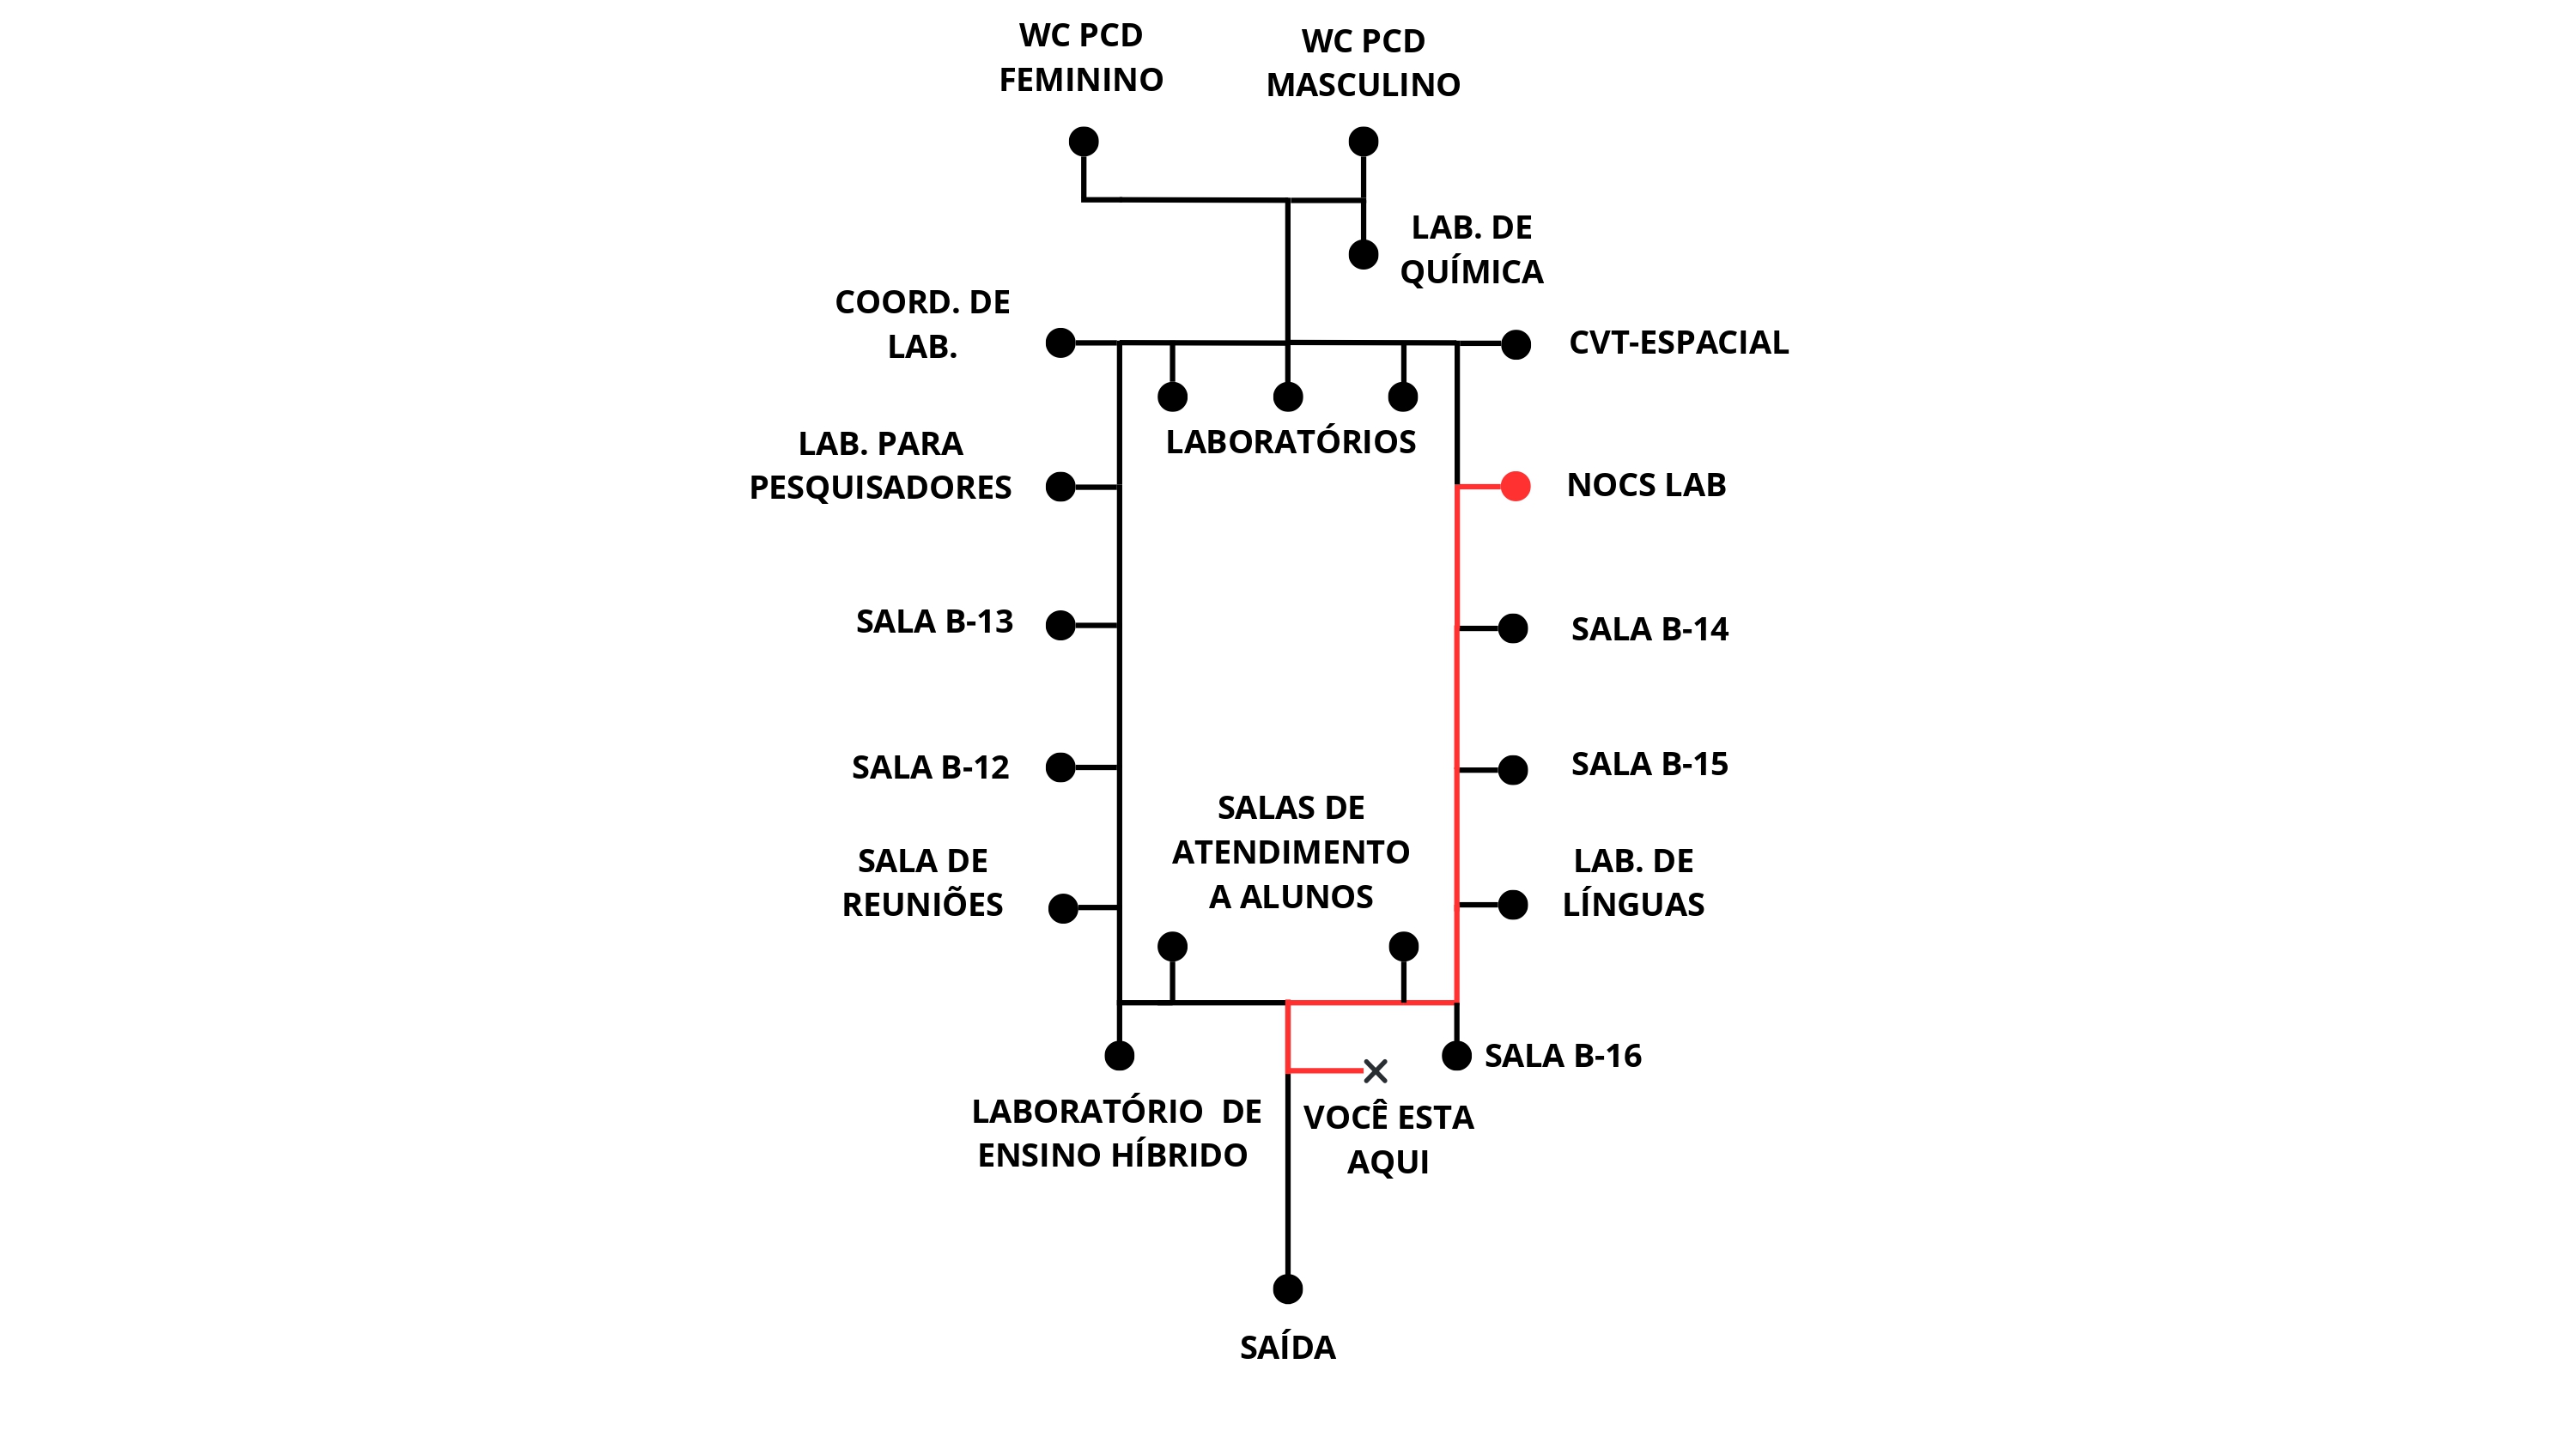 WC PCD
FEMININO
WC PCD
MASCULINO
LAB. DE
QUÍMICA
COORD. DE
LAB.
CVT-ESPACIAL
LABORATÓRIOS
LAB. PARA
PESQUISADORES
NOCS LAB
SALA B-13
SALA B-14
SALA B-12
SALA B-15
SALAS DE
ATENDIMENTO
A ALUNOS
SALA DE
REUNIÕES
LAB. DE
LÍNGUAS
SALA B-16
LABORATÓRIO DE
ENSINO HÍBRIDO
VOCÊ ESTA
AQUI
SAÍDA